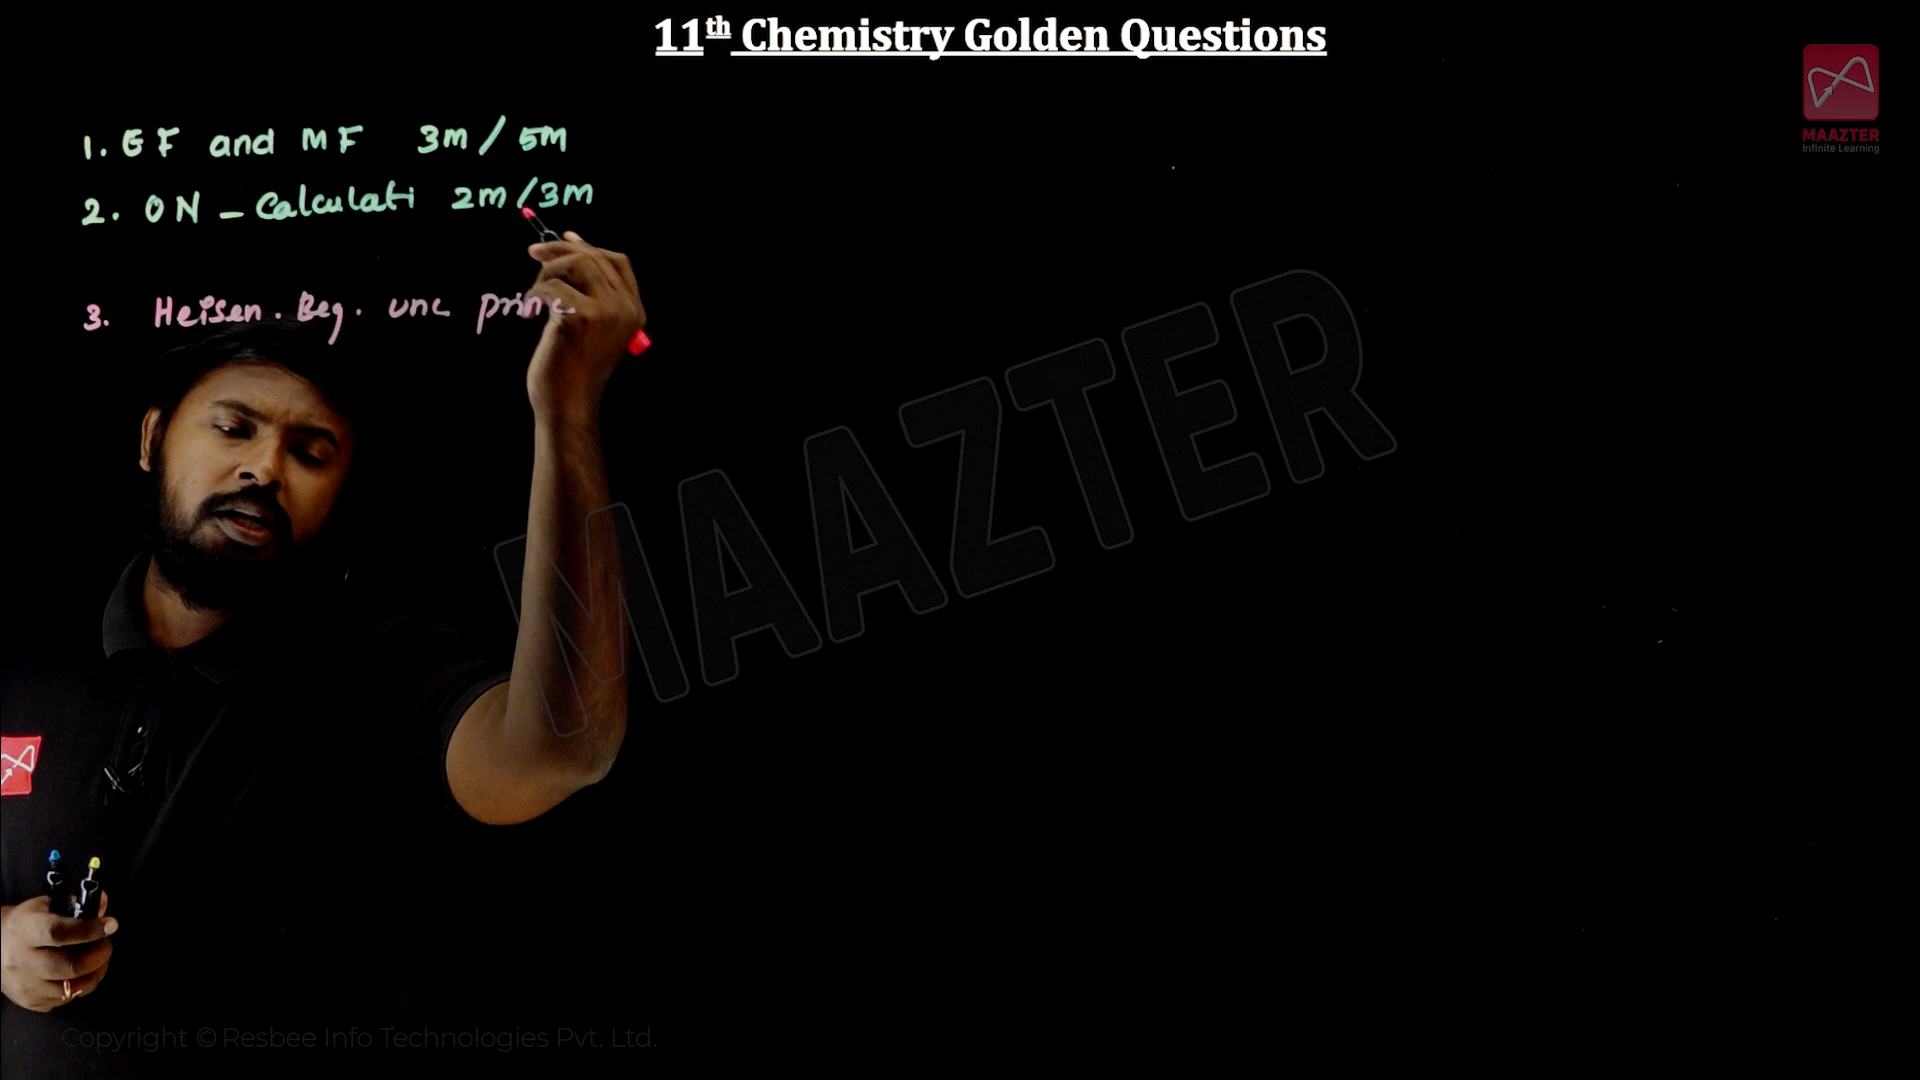 11th Chemistry Golden Questions
MAAZTER
Infinite Learning
1. EF and MF 3m / 5m
2. ON - Calculati 2m/3m
3. Heisen. Beg. unc princ
MAAZTER
Copyright © Resbee Info Technologies Pvt. Ltd.